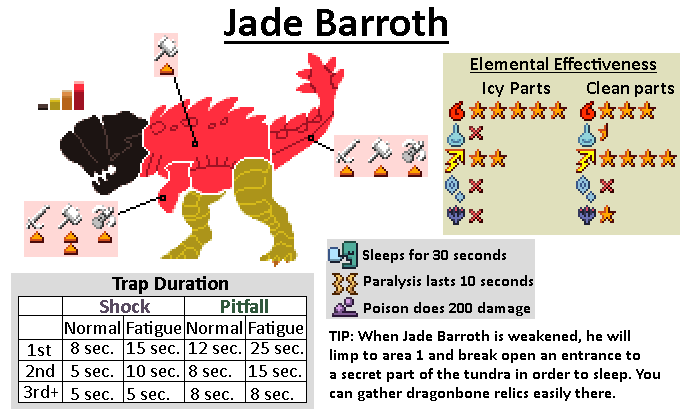 Jade Barroth
Elemental Effectiveness
Icy Parts Clean parts
Sleeps for 30 seconds
Paralysis lasts 10 seconds
Poison does 200 damage
Trap Duration
Shock Pitfall
Normal Fatigue Normal Fatigue
1st 8 sec. 15 sec. 12 sec. 25 sec.
2nd 5 sec. 10 sec. 8 sec. 15 sec.
3rd+ 5 sec. 5 sec. 8 sec. 8 sec.
TIP: When Jade Barroth is weakened, he will
limp to area 1 and break open an entrance to
a secret part of the tundra in order to sleep. You
can gather dragonbone relics easily there.